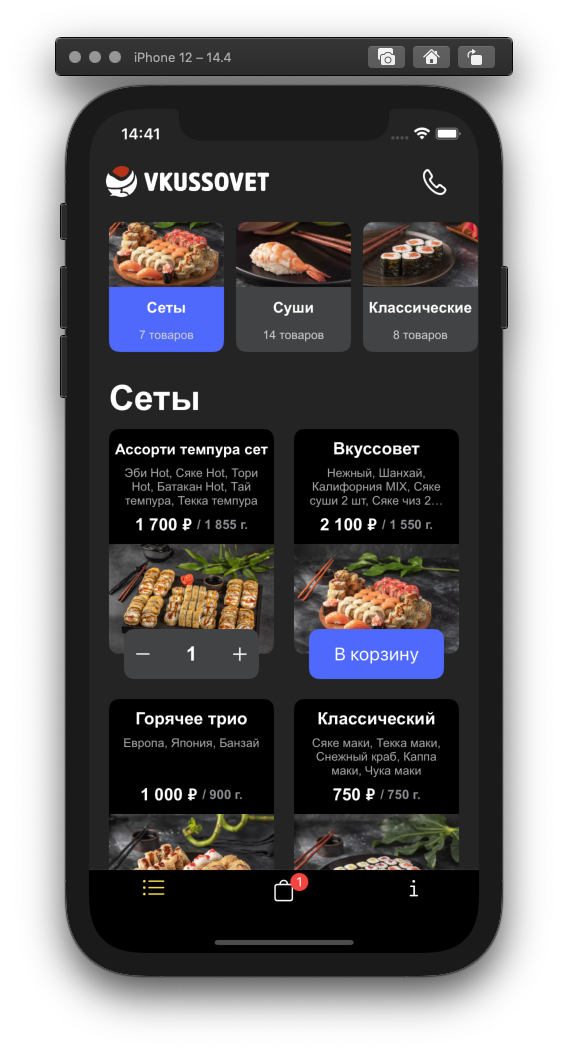 iPhone 12 – 14.4
14:41
VKUSSOVET
Сеты
7 товаров
Суши
14 товаров
Классические
8 товаров
Сеты
Ассорти темпура сет
Эби Hot, Сяке Hot, Тори
Hot, Батакан Hot, Тай
темпура, Текка темпура
1 700 ₽ / 1 855 г.
1
Вкуссовет
Нежный, Шанхай,
Калифорния MIX, Сяке
суши 2 шт, Сяке чиз 2...
2 100 ₽ / 1 550 г.
В корзину
Горячее трио
Европа, Япония, Банзай
1 000 ₽ / 900 г.
Классический
Сяке маки, Текка маки,
Снежный краб, Каппа
маки, Чука маки
750 ₽ / 750 г.
1